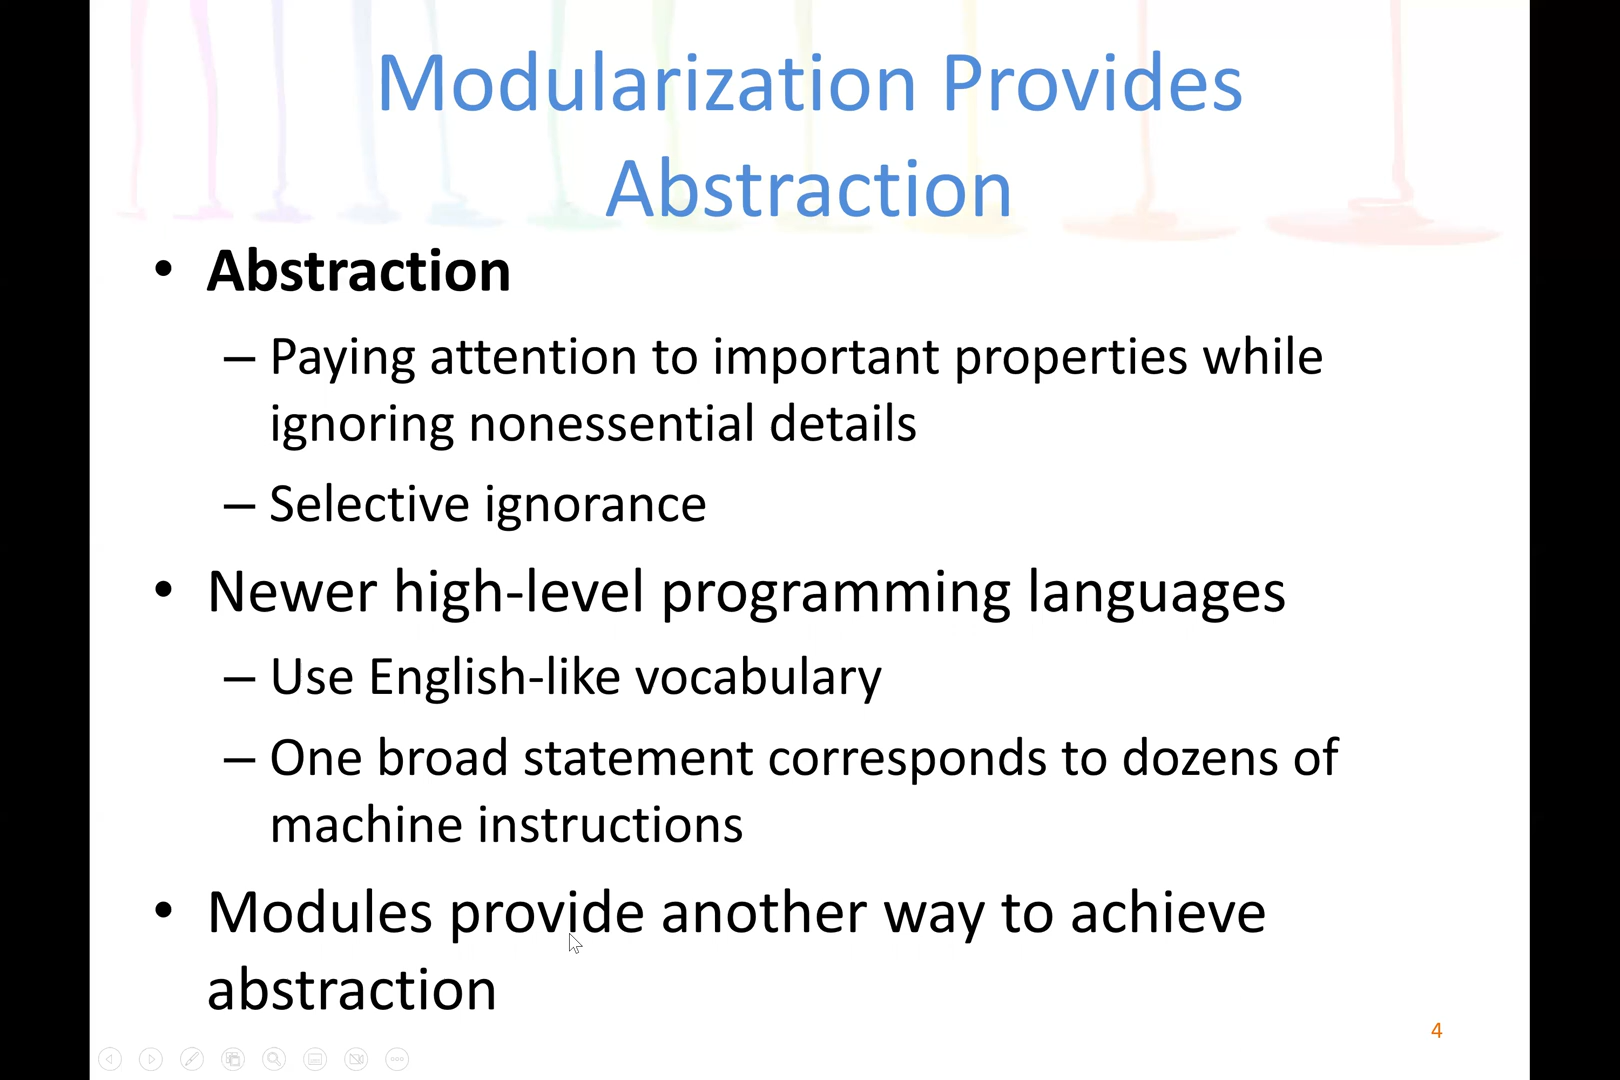 Modularization Provides
Abstraction
• Abstraction
– Paying attention to important properties while
ignoring nonessential details
– Selective ignorance
• Newer high-level programming languages
– Use English-like vocabulary
– One broad statement corresponds to dozens of
machine instructions
• Modules provide another way to achieve
abstraction
4